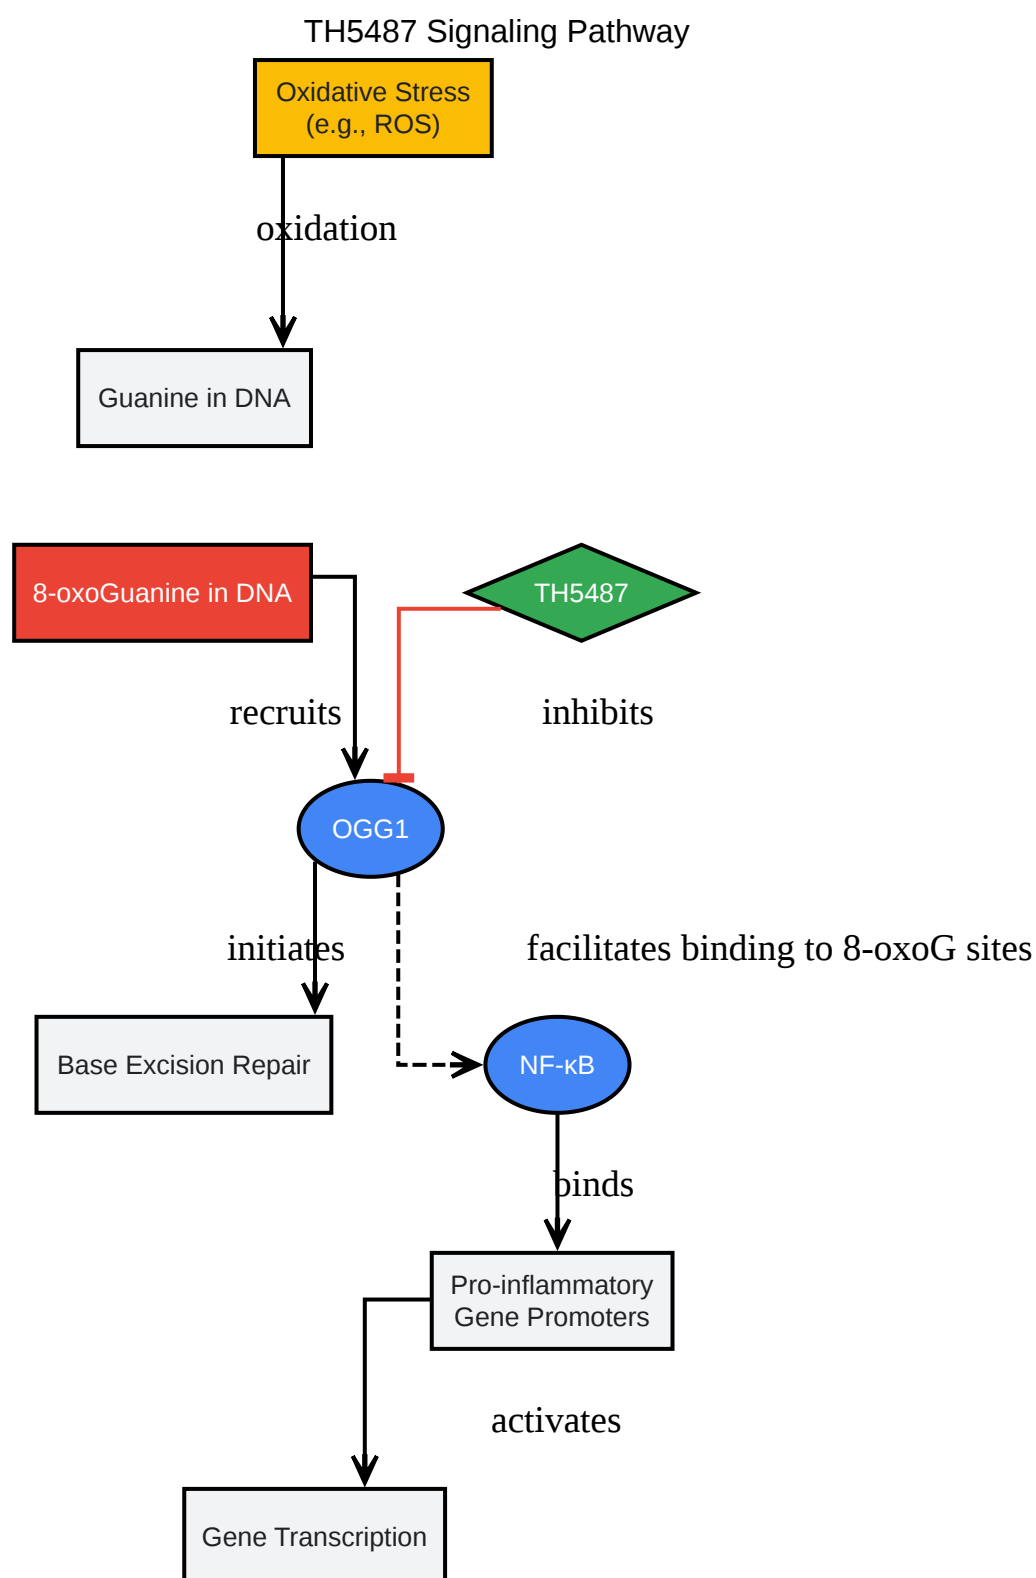 TH5487 Signaling Pathway
Oxidative Stress
(e.g., ROS)
oxidation
Guanine in DNA
8-oxoGuanine in DNA
TH5487
recruits
inhibits
OGG1
initiates
facilitates binding to 8-oxoG sites
Base Excision Repair
NF-κB
binds
Pro-inflammatory
Gene Promoters
activates
Gene Transcription